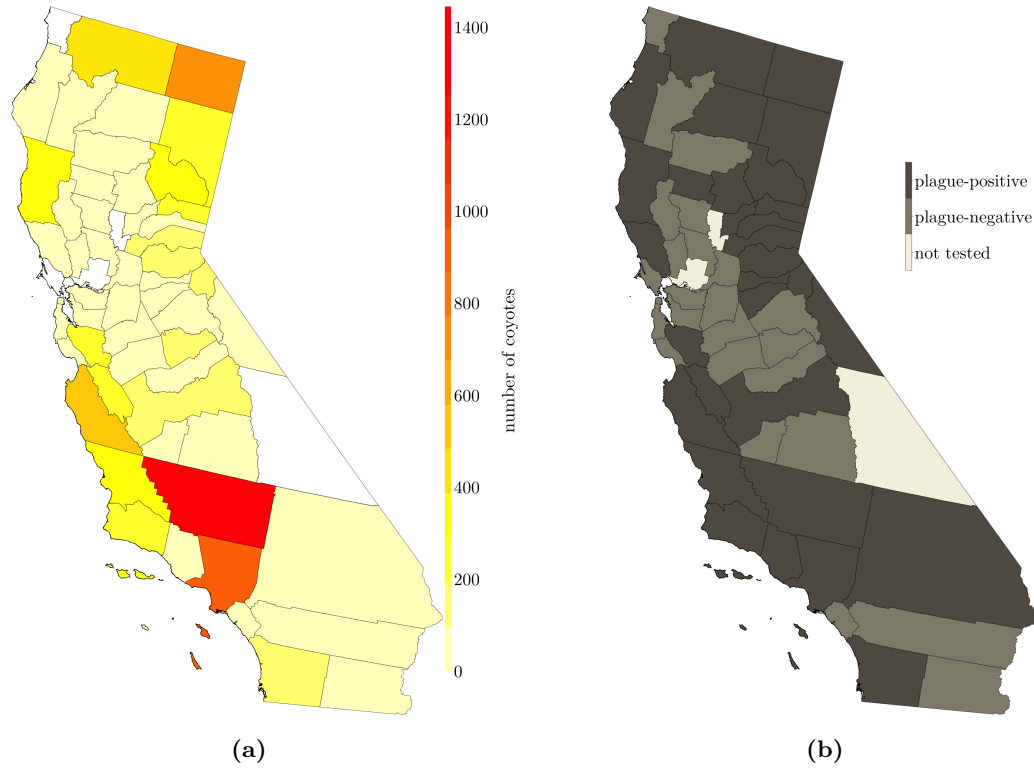 1400
1200
1000
800
600
400
200
0
number of coyotes
plague-positive
plague-negative
not tested
(a)
(b)